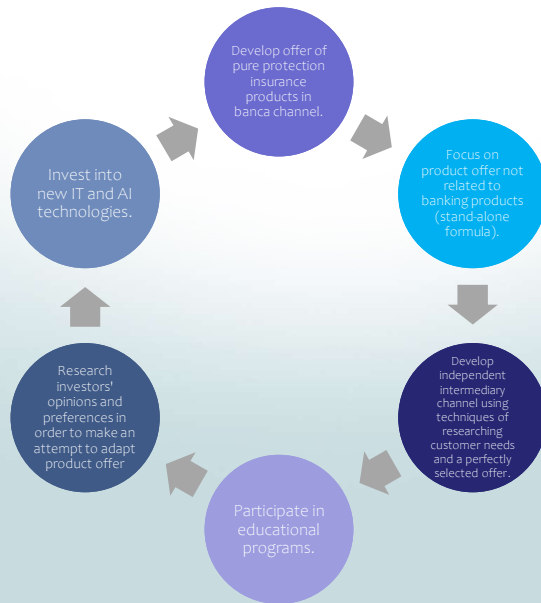 Develop offer of
pure protection
insurance
products in
banca channel.
Focus on
product offer not
related to
banking products
(stand-alone
formula).
Develop
independent
intermediary
channel using
techniques of
researching
customer needs
and a perfectly
selected offer.
Participate in
educational
programs.
Research
investors'
opinions and
preferences in
order to make an
attempt to adapt
product offer
Invest into
new IT and AI
technologies.